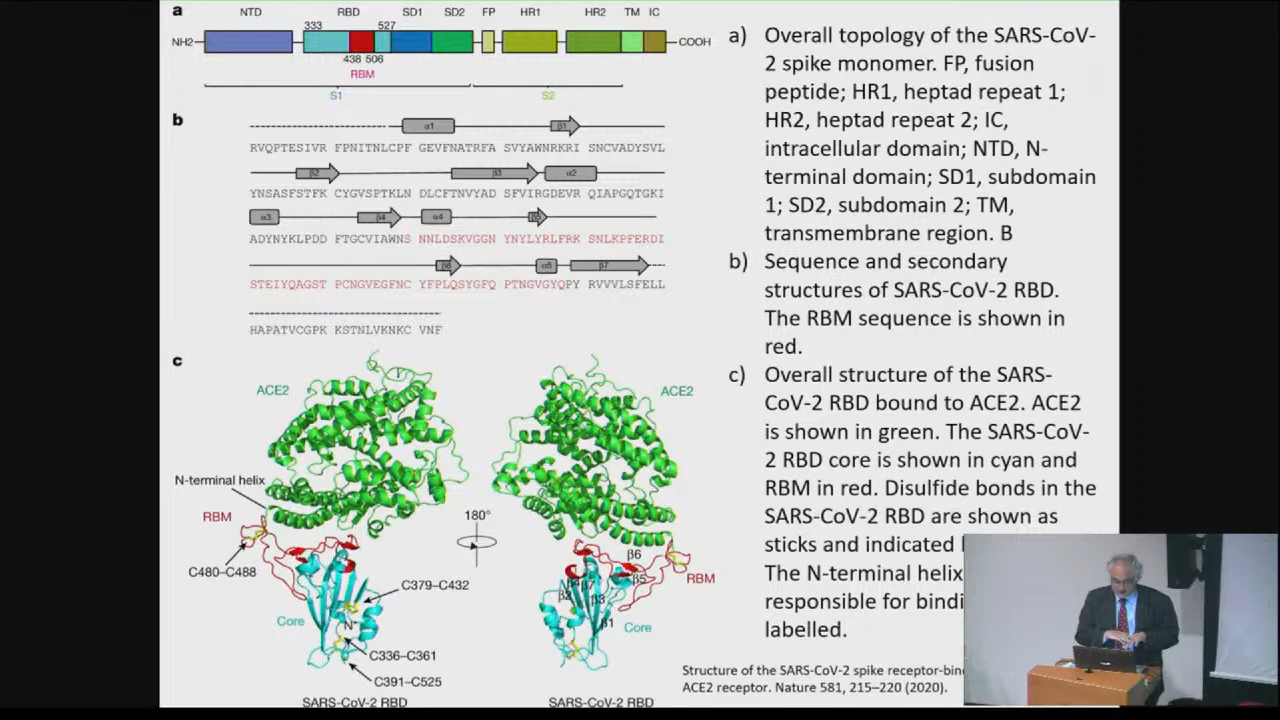 a
NTD RBD SD1 SD2 FP HR1 HR2 TM IC
333 527
NH2 COOH
438 506
RBM
S1 S2
b
α1 β1
RVQPTESIVR FPNITNLCPF GEVFNATRFA SVYAWNRKRI SNCVADYSVL
β2 β3 α2
YNSASFSTFK CYGVSPTKLN DLCFTNVYAD SFVIRGDEVR QIAPGQTGKI
α3 β4 α4 β5
ADYNYKLPDD FTGCVIAWNS NNLDSKVGGN YNYLYRLFRK SNLKPFERDI
β6 α5 β7
STEIYQAGST PCNGVEGFNC YFPLQSYGFQ PTNGVGYQPY RVVVLSFELL
HAPATVCGPK KSTNLVKNKC VNF
c
ACE2 ACE2
N-terminal helix
RBM
180°
C480–C488
C379–C432
Core
N
C336–C361
C391–C525
SARS-CoV-2 RBD
β6
β5
RBM
β4
β7
β2
β3
β1
Core
SARS-CoV-2 RBD
a) Overall topology of the SARS-CoV-
2 spike monomer. FP, fusion
peptide; HR1, heptad repeat 1;
HR2, heptad repeat 2; IC,
intracellular domain; NTD, N-
terminal domain; SD1, subdomain
1; SD2, subdomain 2; TM,
transmembrane region. B
b) Sequence and secondary
structures of SARS-CoV-2 RBD.
The RBM sequence is shown in
red.
c) Overall structure of the SARS-
CoV-2 RBD bound to ACE2. ACE2
is shown in green. The SARS-CoV-
2 RBD core is shown in cyan and
RBM in red. Disulfide bonds in the
SARS-CoV-2 RBD are shown as
sticks and indicated
The N-terminal helix
responsible for bindi
labelled.
Structure of the SARS-CoV-2 spike receptor-bin
ACE2 receptor. Nature 581, 215–220 (2020).